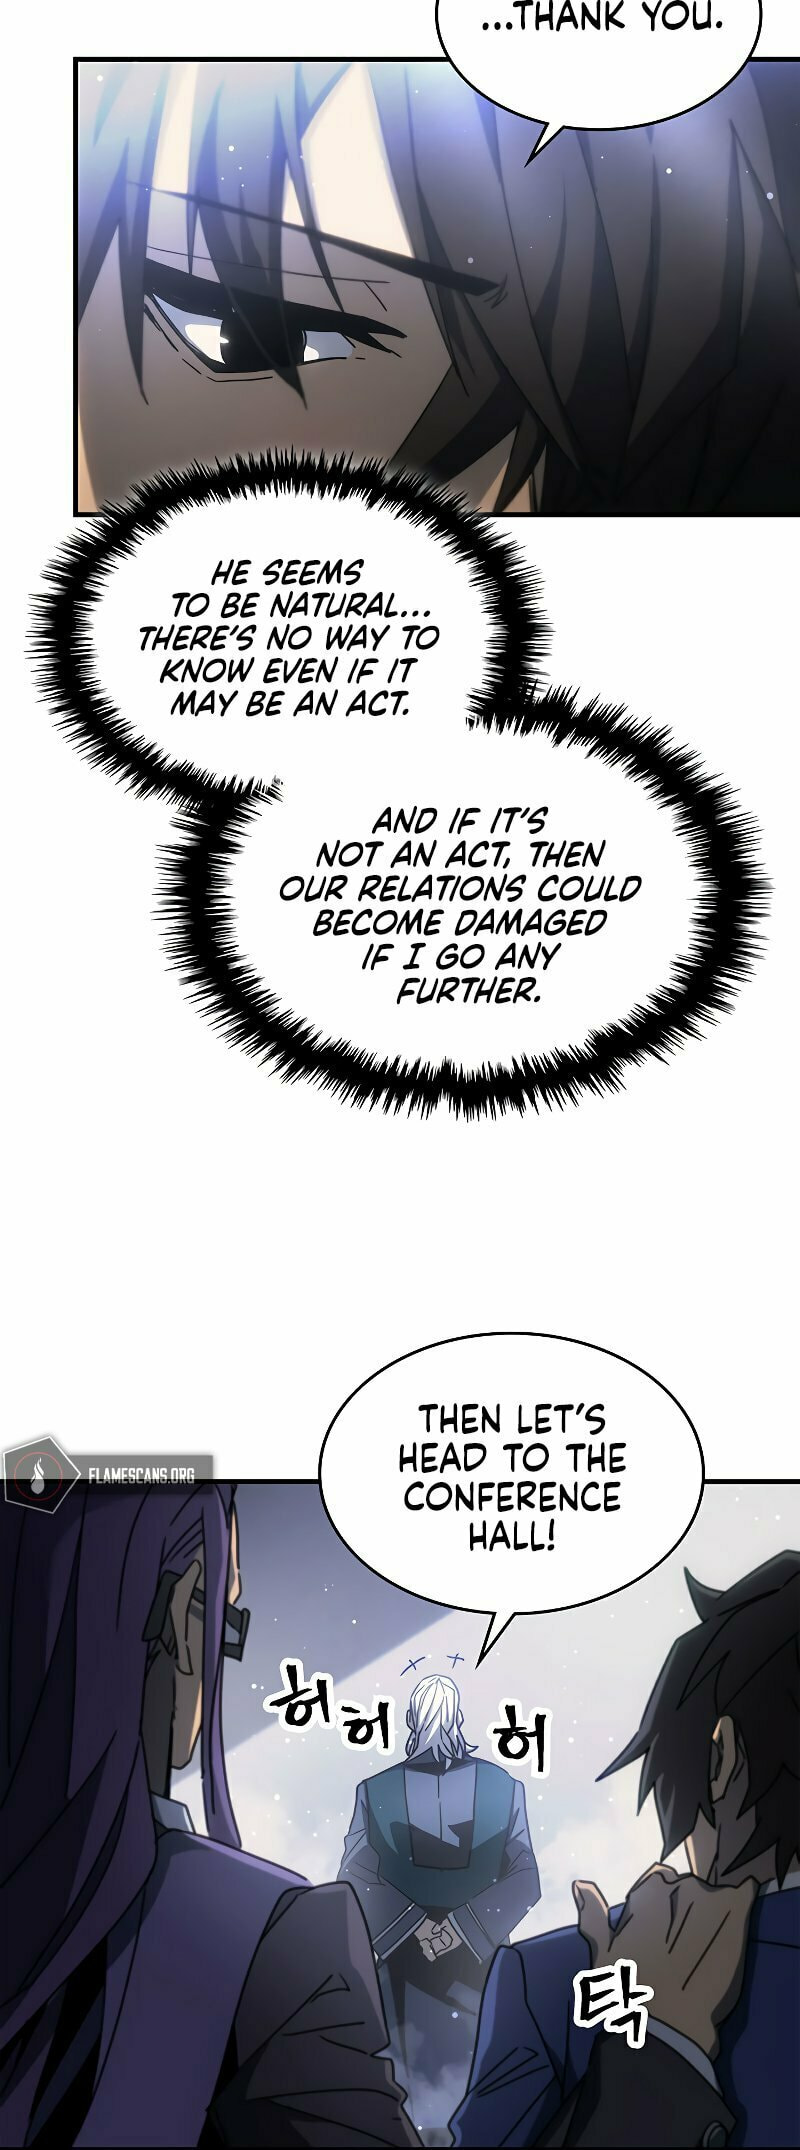 ...THANK YOU.
HE SEEMS
TO BE NATURAL...
THERE'S NO WAY TO
KNOW EVEN IF IT
MAY BE AN ACT.
AND IF IT'S
NOT AN ACT, THEN
OUR RELATIONS COULD
BECOME DAMAGED
IF I GO ANY
FURTHER.
THEN LET'S
HEAD TO THE
CONFERENCE
HALL!
FLAMESCANS.ORG
허 허 허
탁